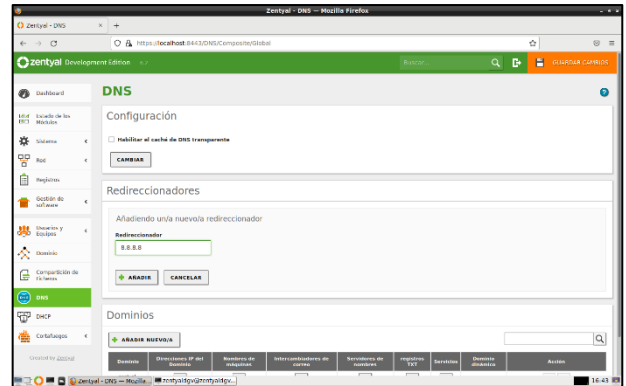 Zentyal - DNS — Mozilla Firefox
Zentyal - DNS
https://localhost:8443/DNS/Composite/Global
zentyal Development Edition
Buscar...
GUARDAR CAMBIOS
Dashboard
Estado de los Módulos
Sistema
Red
Registros
Gestión de software
Usuarios y Equipos
Dominio
Compartición de Ficheros
DNS
DHCP
Cortafuegos
Created by Zentyal
DNS
Configuración
Habilitar el caché de DNS transparente
CAMBIAR
Redireccionadores
Añadiendo un/a nuevo/a redireccionador
Redireccionador
8.8.8.8
AÑADIR
CANCELAR
Dominios
AÑADIR NUEVO/A
Dominio
Direcciones IP del Dominio
Nombres de máquinas
Intercambiadores de correo
Servidores de nombres
registros TXT
Servicios
Dominio dinámico
Acción
Zentyal - DNS — Mozilla...
zentyaldgv@zentyaldgv...
16:43